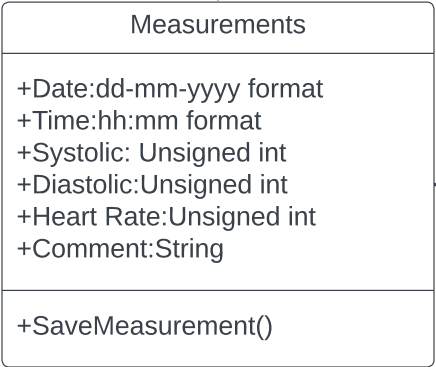 Measurements
+Date:dd-mm-yyyy format
+Time:hh:mm format
+Systolic: Unsigned int
+Diastolic:Unsigned int
+Heart Rate:Unsigned int
+Comment:String
+SaveMeasurement()